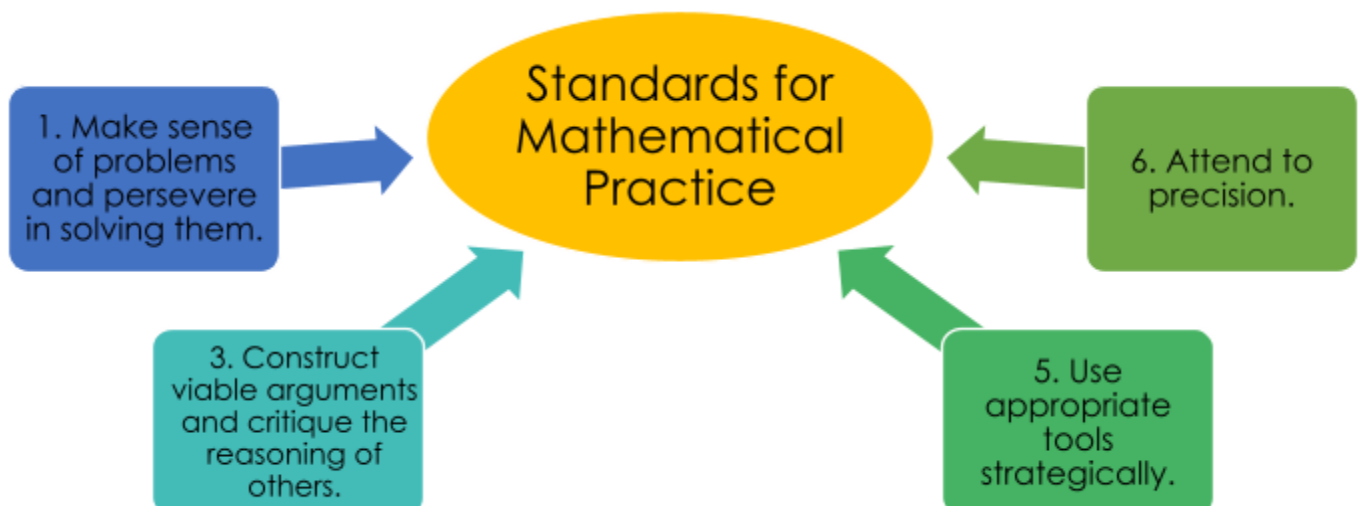 Standards for
Mathematical
Practice
1. Make sense
of problems
and persevere
in solving them.
3. Construct
viable arguments
and critique the
reasoning of
others.
5. Use
appropriate
tools
strategically.
6. Attend to
precision.